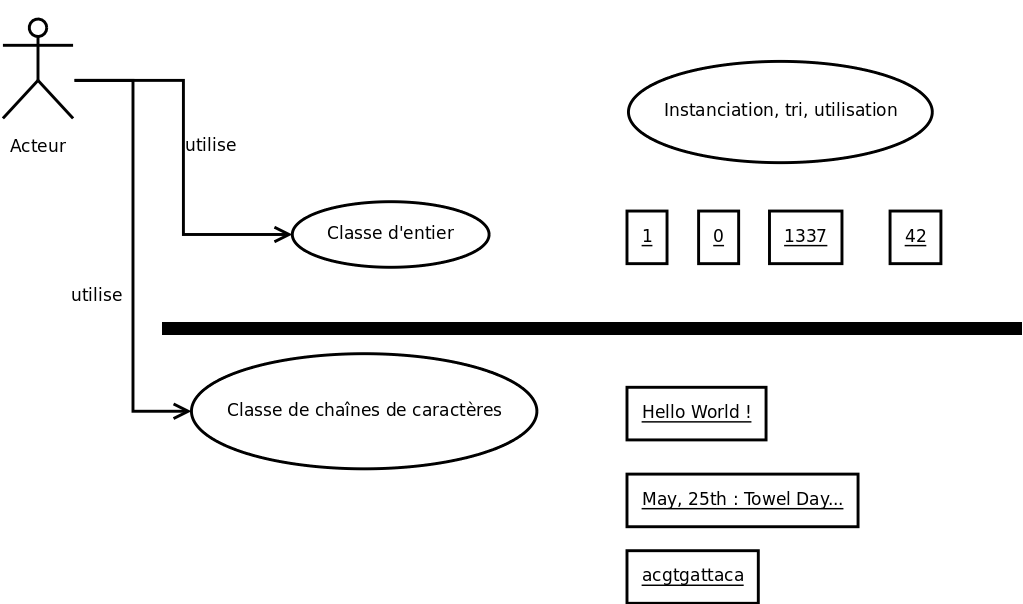 Acteur
utilise
Instanciation, tri, utilisation
Classe d'entier
1
0
1337
42
utilise
Classe de chaînes de caractères
Hello World !
May, 25th : Towel Day...
acgtgattaca